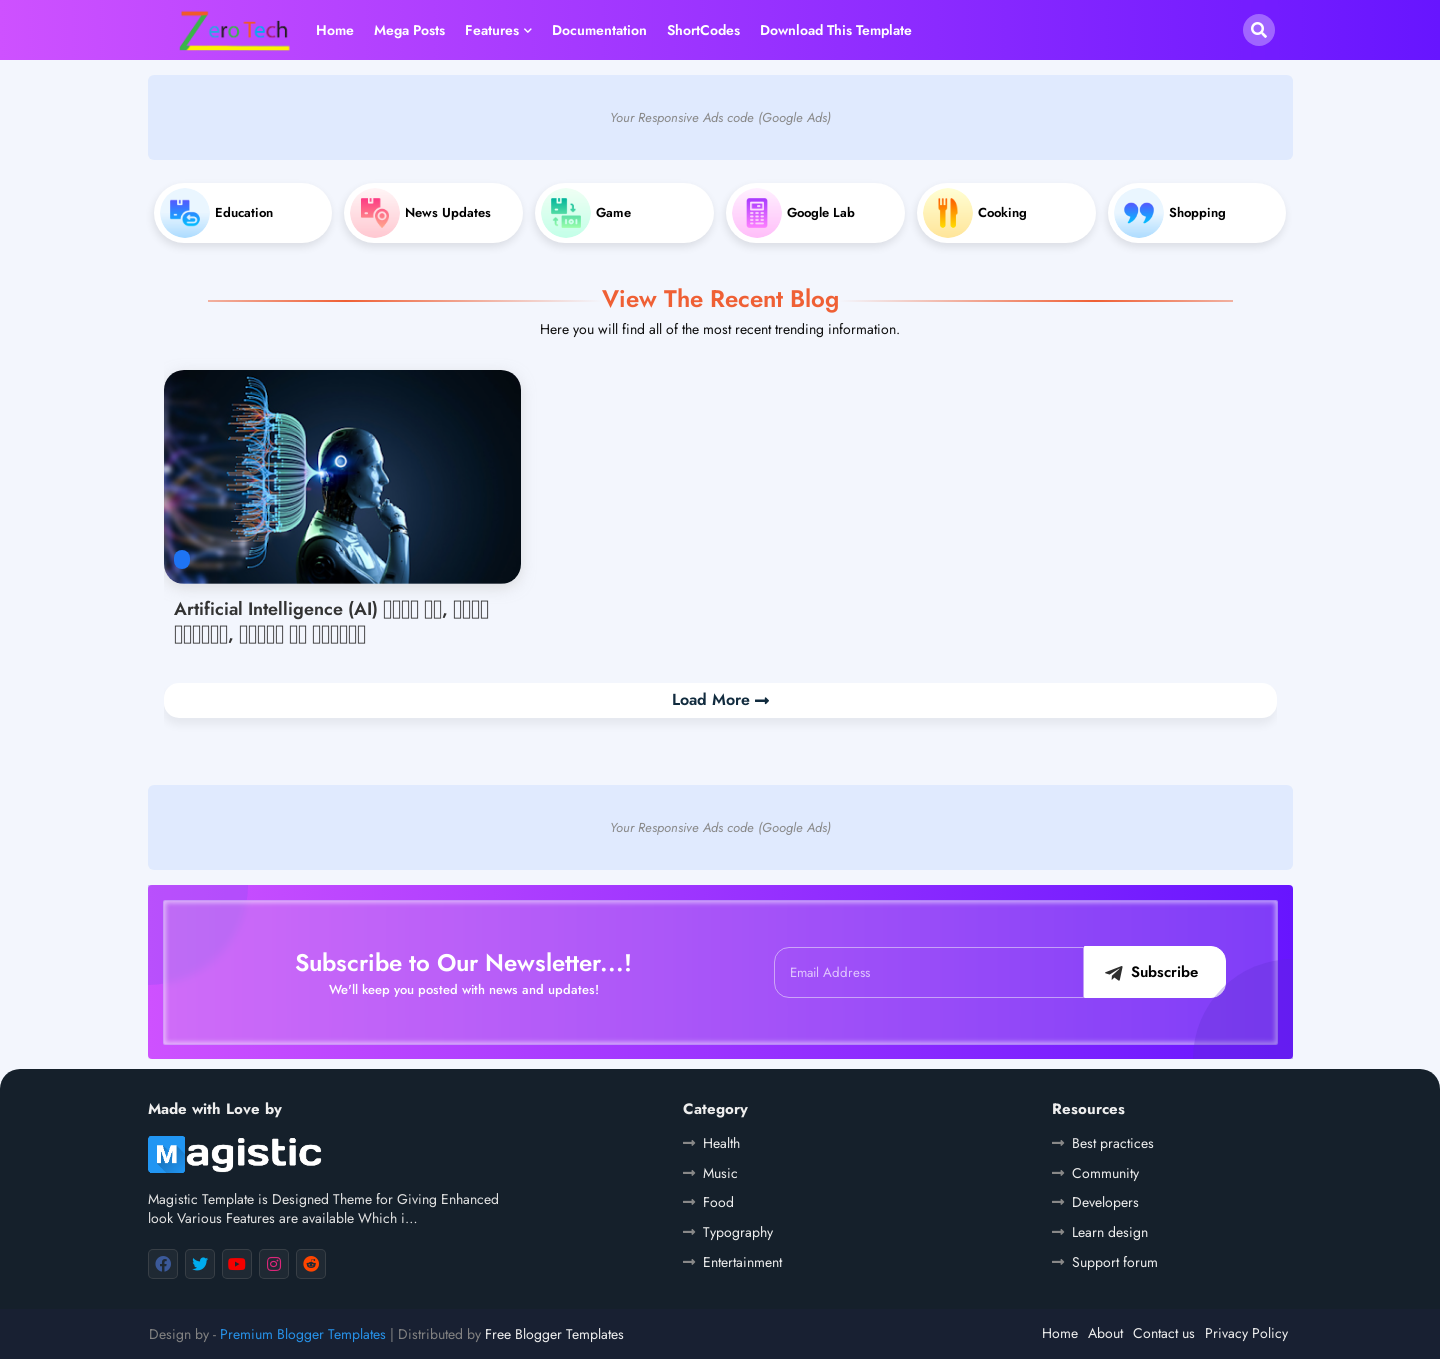 Zero Tech
Home Mega Posts Features Documentation ShortCodes Download This Template
Your Responsive Ads code (Google Ads)
Education News Updates Game Google Lab Cooking Shopping
View The Recent Blog
Here you will find all of the most recent trending information.
Artificial Intelligence (AI)
Load More
Your Responsive Ads code (Google Ads)
Subscribe to Our Newsletter...!
We'll keep you posted with news and updates!
Email Address
Subscribe
Made with Love by
Magistic
Magistic Template is Designed Theme for Giving Enhanced
look Various Features are available Which i...
Category
Health
Music
Food
Typography
Entertainment
Resources
Best practices
Community
Developers
Learn design
Support forum
Design by - Premium Blogger Templates | Distributed by Free Blogger Templates
Home About Contact us Privacy Policy